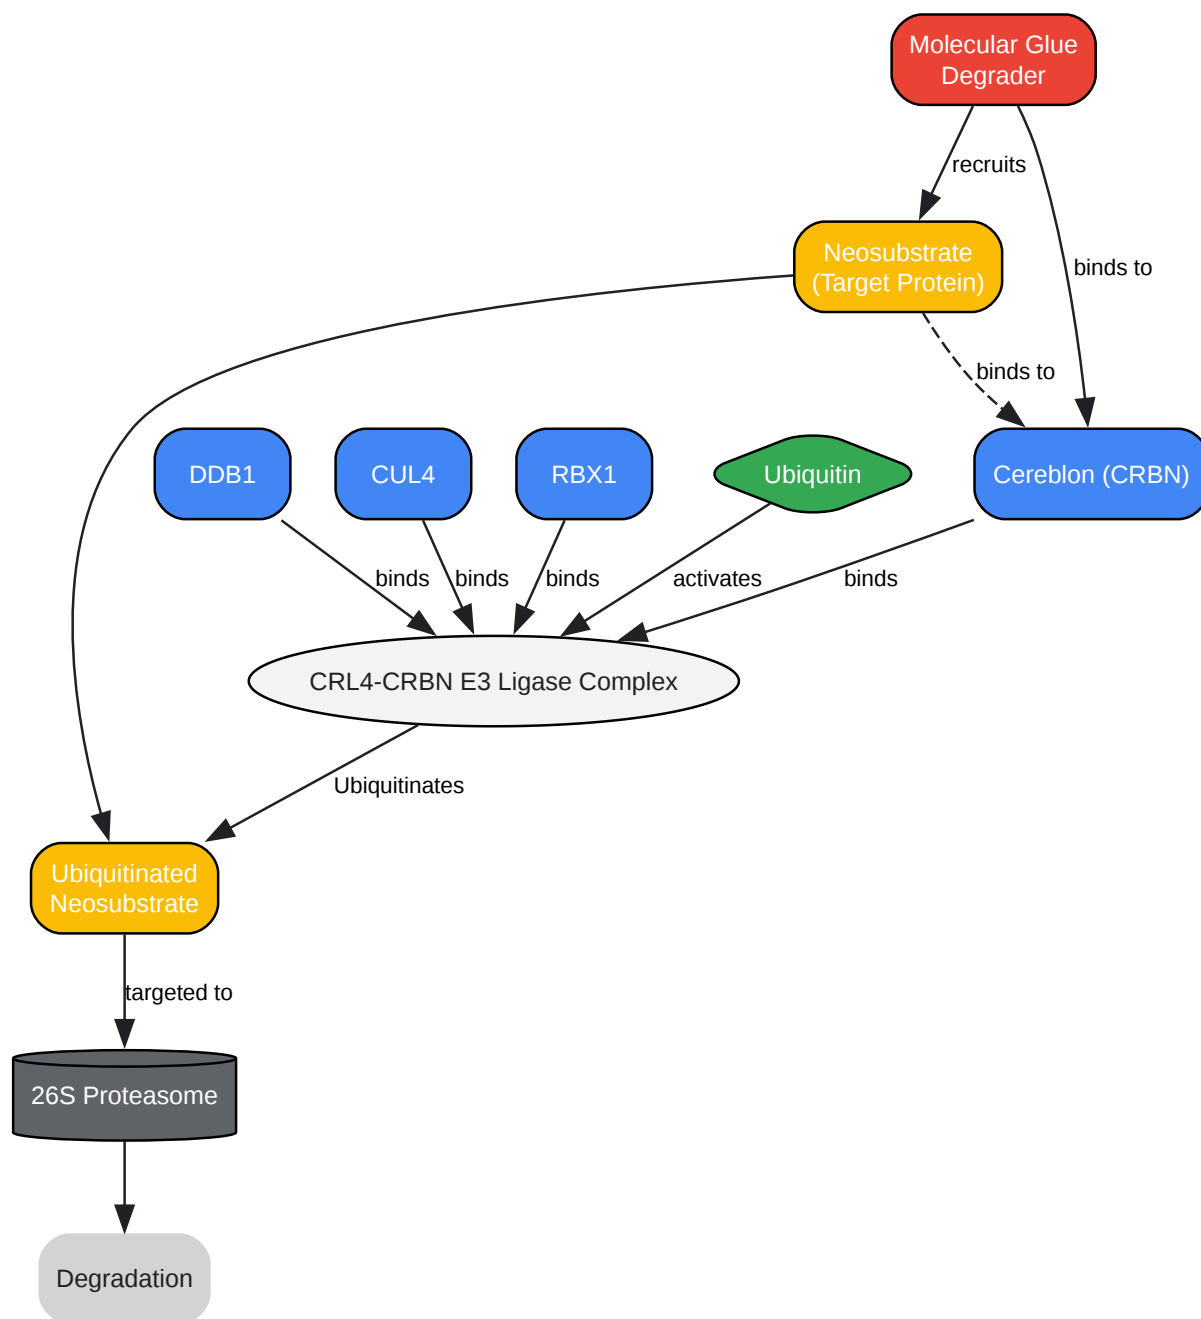 Molecular Glue
Degrader
recruits
binds to
Neosubstrate
(Target Protein)
binds to
DDB1
CUL4
RBX1
Ubiquitin
Cereblon (CRBN)
binds
binds
binds
activates
binds
CRL4-CRBN E3 Ligase Complex
Ubiquitinates
Ubiquitinated
Neosubstrate
targeted to
26S Proteasome
Degradation